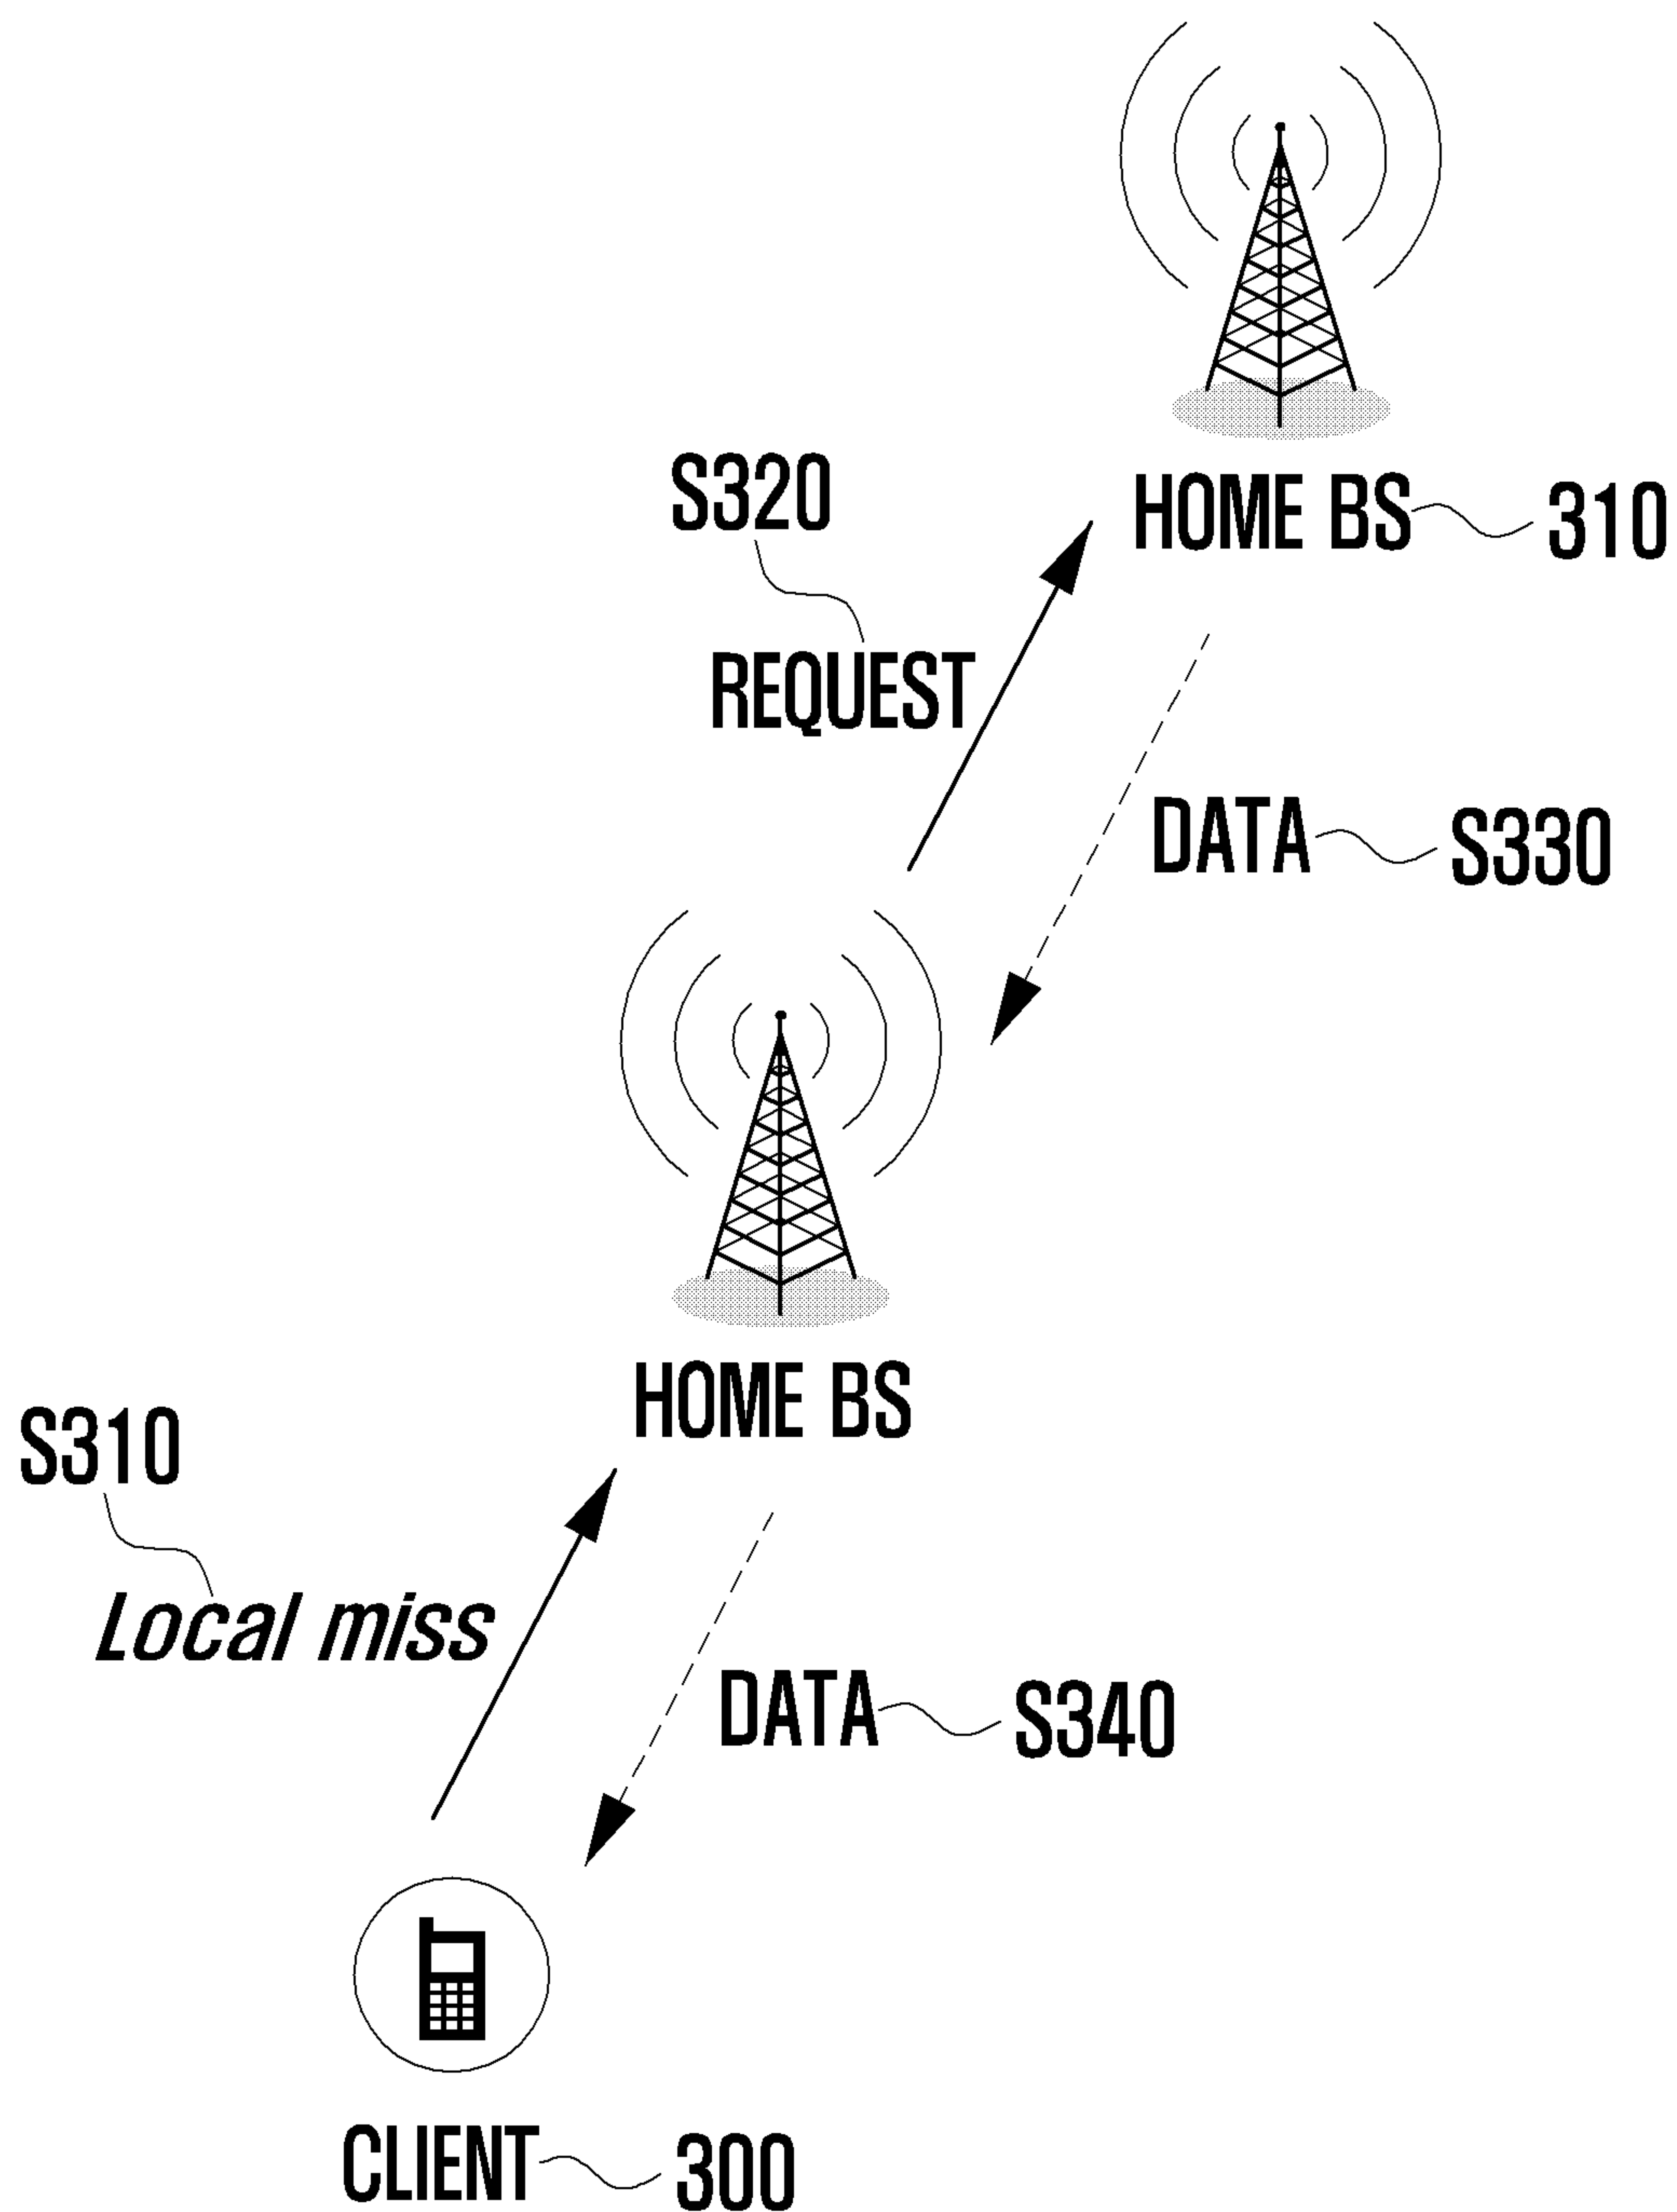 S320
HOME BS 310
REQUEST
DATA S330
HOME BS
S310
Local miss
DATA S340
CLIENT 300